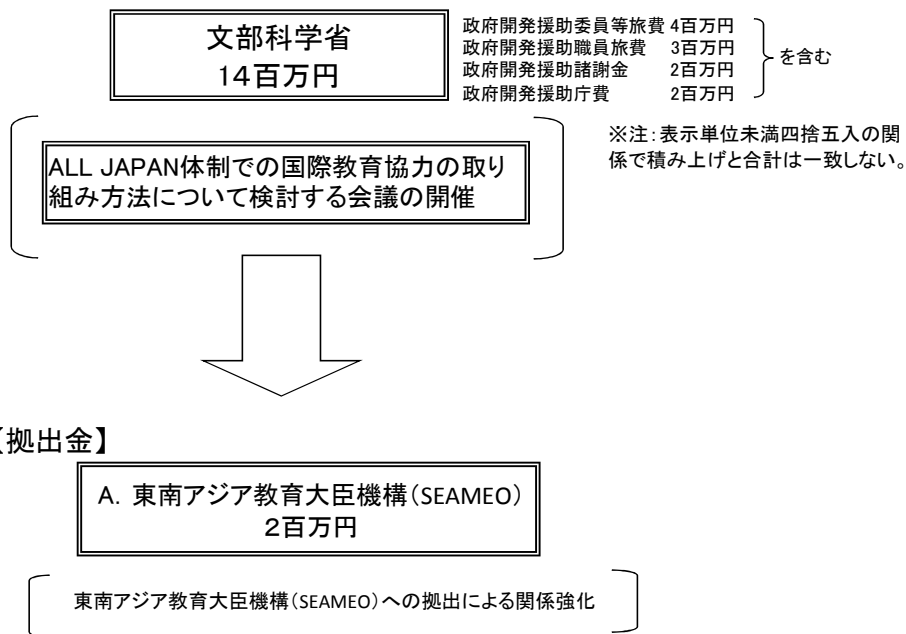 文部科学省
14百万円
政府開発援助委員等旅費 4百万円
政府開発援助職員旅費 3百万円
政府開発援助諸謝金 2百万円
政府開発援助庁費 2百万円
を含む
※注：表示単位未満四捨五入の関
係で積み上げと合計は一致しない。
ALL JAPAN体制での国際教育協力の取り
組み方法について検討する会議の開催
【拠出金】
A．東南アジア教育大臣機構（SEAMEO）
２百万円
東南アジア教育大臣機構（SEAMEO）への拠出による関係強化